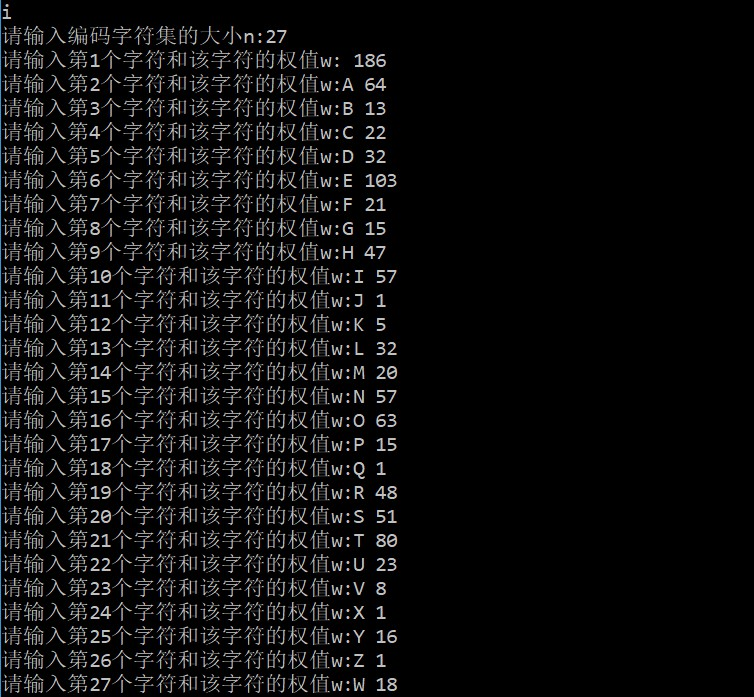 i
请输入编码字符集的大小n:27
请输入第1个字符和该字符的权值w: 186
请输入第2个字符和该字符的权值w:A 64
请输入第3个字符和该字符的权值w:B 13
请输入第4个字符和该字符的权值w:C 22
请输入第5个字符和该字符的权值w:D 32
请输入第6个字符和该字符的权值w:E 103
请输入第7个字符和该字符的权值w:F 21
请输入第8个字符和该字符的权值w:G 15
请输入第9个字符和该字符的权值w:H 47
请输入第10个字符和该字符的权值w:I 57
请输入第11个字符和该字符的权值w:J 1
请输入第12个字符和该字符的权值w:K 5
请输入第13个字符和该字符的权值w:L 32
请输入第14个字符和该字符的权值w:M 20
请输入第15个字符和该字符的权值w:N 57
请输入第16个字符和该字符的权值w:O 63
请输入第17个字符和该字符的权值w:P 15
请输入第18个字符和该字符的权值w:Q 1
请输入第19个字符和该字符的权值w:R 48
请输入第20个字符和该字符的权值w:S 51
请输入第21个字符和该字符的权值w:T 80
请输入第22个字符和该字符的权值w:U 23
请输入第23个字符和该字符的权值w:V 8
请输入第24个字符和该字符的权值w:X 1
请输入第25个字符和该字符的权值w:Y 16
请输入第26个字符和该字符的权值w:Z 1
请输入第27个字符和该字符的权值w:W 18